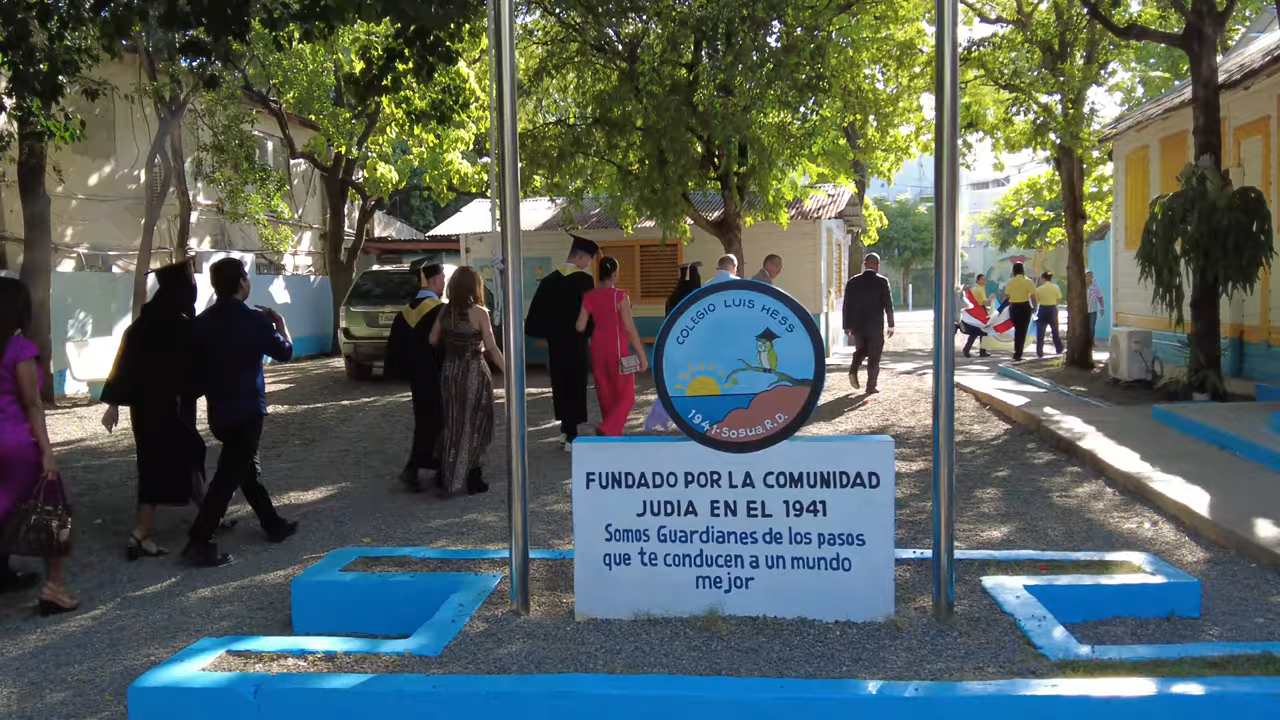 COLEGIO LUIS HESS
1941-Sosua, R.D.
FUNDADO POR LA COMUNIDAD
JUDIA EN EL 1941
Somos Guardianes de los pasos
que te conducen a un mundo
mejor